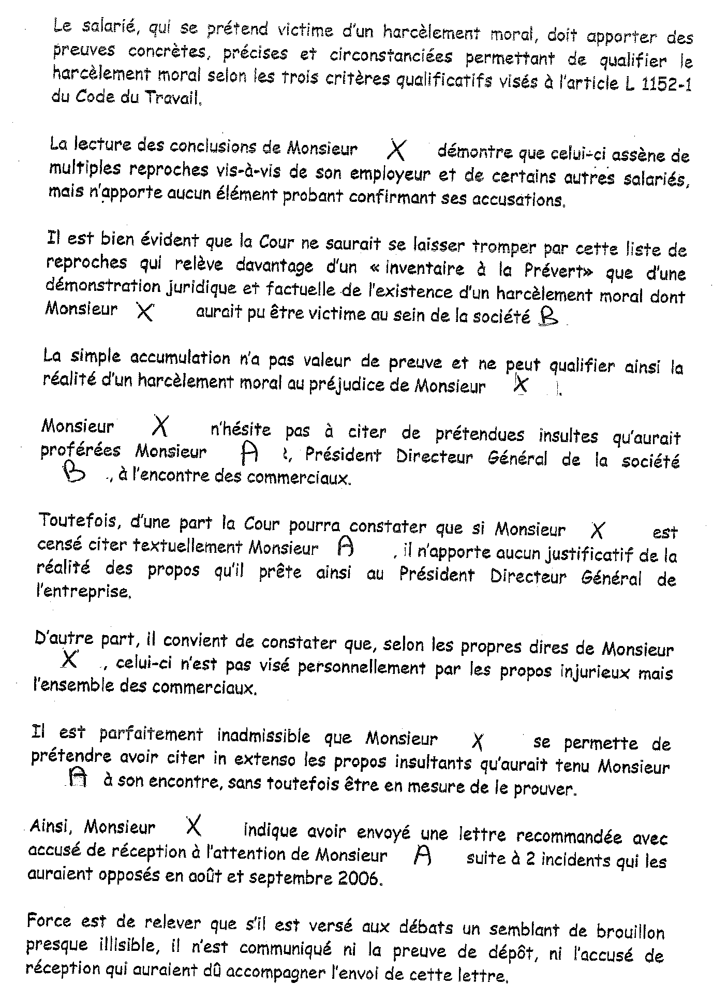 Le salarié, qui se prétend victime d'un harcèlement moral, doit apporter des
preuves concrètes, précises et circonstanciées permettant de qualifier le
harcèlement moral selon les trois critères qualificatifs visés à l'article L 1152-1
du Code du Travail.
La lecture des conclusions de Monsieur X démontre que celui-ci assène de
multiples reproches vis-à-vis de son employeur et de certains autres salariés,
mais n'apporte aucun élément probant confirmant ses accusations.
Il est bien évident que la Cour ne saurait se laisser tromper par cette liste de
reproches qui relève davantage d'un « inventaire à la Prévert» que d'une
démonstration juridique et factuelle de l'existence d'un harcèlement moral dont
Monsieur X aurait pu être victime au sein de la société B
La simple accumulation n'a pas valeur de preuve et ne peut qualifier ainsi la
réalité d'un harcèlement moral au préjudice de Monsieur X .
Monsieur X n'hésite pas à citer de prétendues insultes qu'aurait
proférées Monsieur A , Président Directeur Général de la société
B , à l'encontre des commerciaux.
Toutefois, d'une part la Cour pourra constater que si Monsieur X est
censé citer textuellement Monsieur A , il n'apporte aucun justificatif de la
réalité des propos qu'il prête ainsi au Président Directeur Général de
l'entreprise.
D'autre part, il convient de constater que, selon les propres dires de Monsieur
X , celui-ci n'est pas visé personnellement par les propos injurieux mais
l'ensemble des commerciaux.
Il est parfaitement inadmissible que Monsieur X se permette de
prétendre avoir citer in extenso les propos insultants qu'aurait tenu Monsieur
A à son encontre, sans toutefois être en mesure de le prouver.
Ainsi, Monsieur X indique avoir envoyé une lettre recommandée avec
accusé de réception à l'attention de Monsieur A suite à 2 incidents qui les
auraient opposés en août et septembre 2006.
Force est de relever que s'il est versé aux débats un semblant de brouillon
presque illisible, il n'est communiqué ni la preuve de dépôt, ni l'accusé de
réception qui auraient dû accompagner l'envoi de cette lettre.